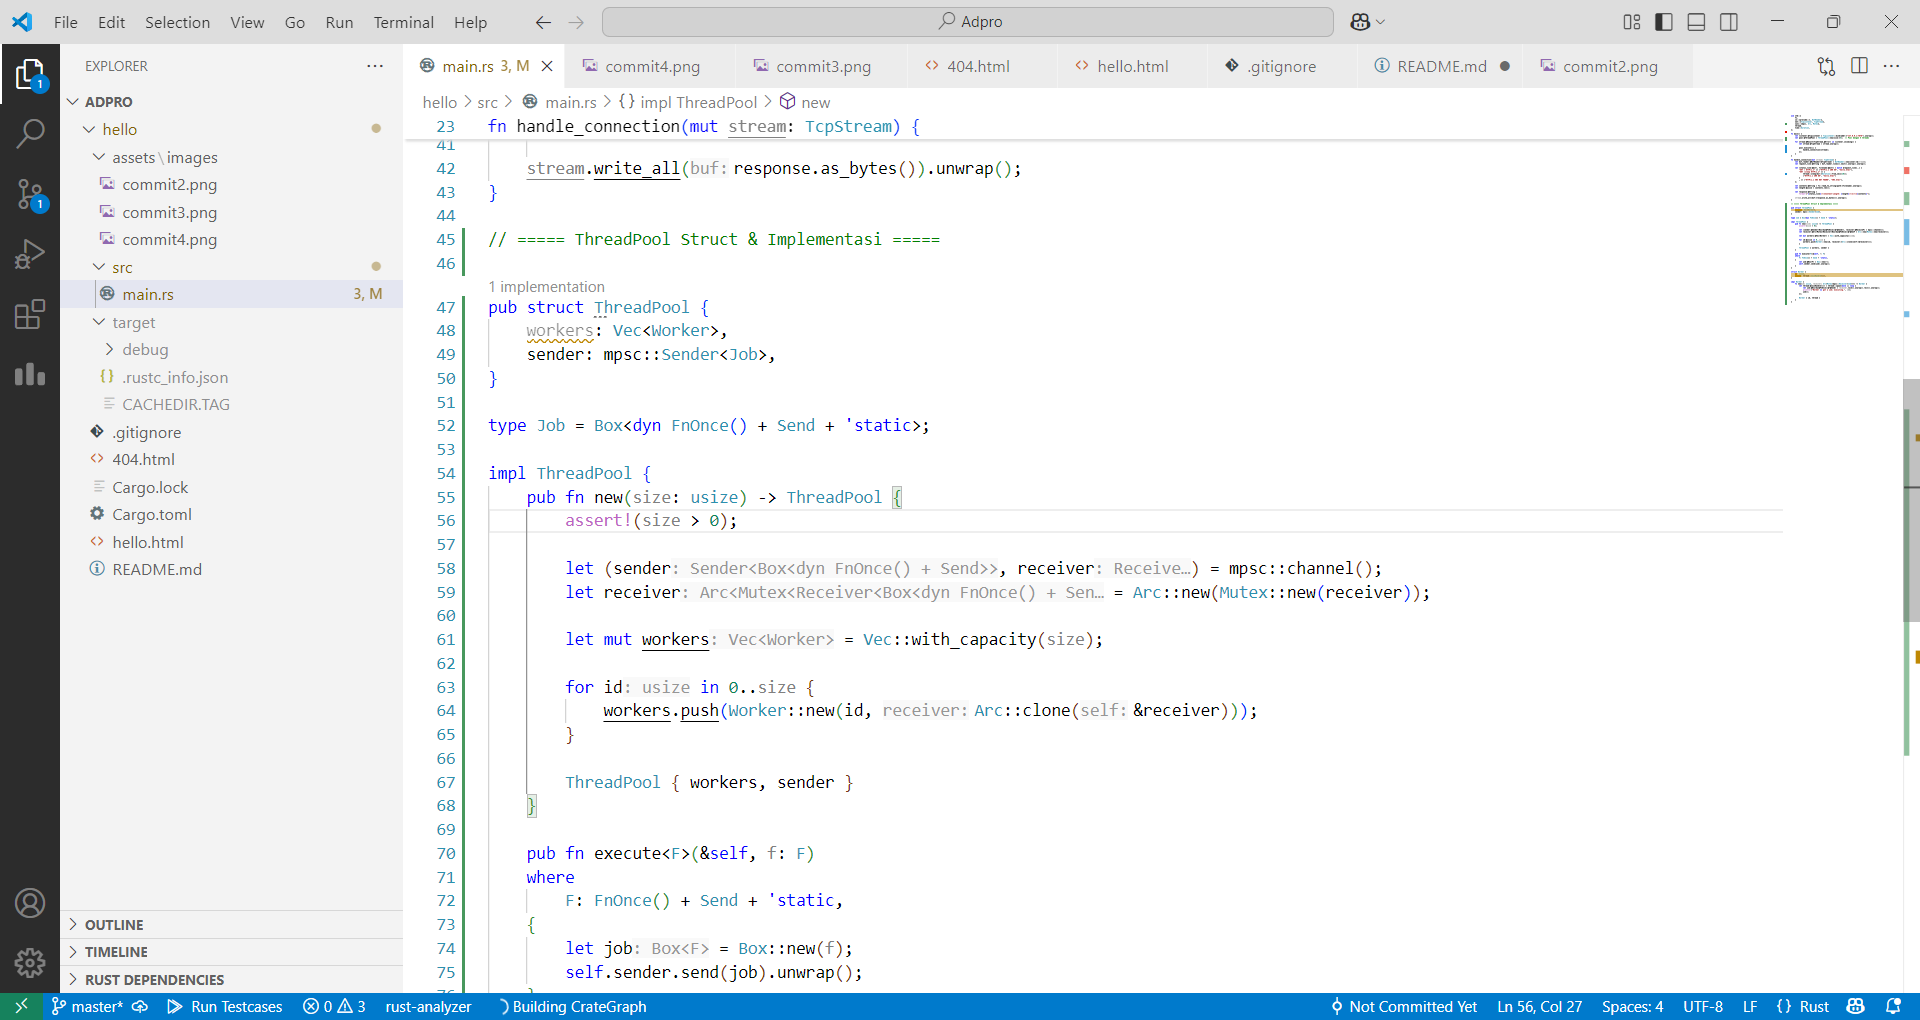 File Edit Selection View Go Run Terminal Help
Adpro
EXPLORER
ADPRO
hello
assets\images
commit2.png
commit3.png
commit4.png
src
main.rs 3, M
target
debug
{} .rustc_info.json
CACHEDIR.TAG
.gitignore
<> 404.html
Cargo.lock
Cargo.toml
<> hello.html
README.md
OUTLINE
TIMELINE
RUST DEPENDENCIES
1
1
main.rs 3, M
commit4.png
commit3.png
<> 404.html
<> hello.html
.gitignore
README.md
commit2.png
hello > src > main.rs > {} impl ThreadPool > new
23 fn handle_connection(mut stream: TcpStream) {
41
42 stream.write_all(buf: response.as_bytes()).unwrap();
43 }
44
45 // ===== ThreadPool Struct & Implementasi =====
46
1 implementation
47 pub struct ThreadPool {
48 workers: Vec<Worker>,
49 sender: mpsc::Sender<Job>,
50 }
51
52 type Job = Box<dyn FnOnce() + Send + 'static>;
53
54 impl ThreadPool {
55 pub fn new(size: usize) -> ThreadPool {
56 assert!(size > 0);
57
58 let (sender: Sender<Box<dyn FnOnce() + Send>>, receiver: Receive…) = mpsc::channel();
59 let receiver: Arc<Mutex<Receiver<Box<dyn FnOnce() + Sen… = Arc::new(Mutex::new(receiver));
60
61 let mut workers: Vec<Worker> = Vec::with_capacity(size);
62
63 for id: usize in 0..size {
64 workers.push(Worker::new(id, receiver: Arc::clone(self: &receiver)));
65 }
66
67 ThreadPool { workers, sender }
68 }
69
70 pub fn execute<F>(&self, f: F)
71 where
72 F: FnOnce() + Send + 'static,
73 {
74 let job: Box<F> = Box::new(f);
75 self.sender.send(job).unwrap();
master* Run Testcases 0 3 rust-analyzer Building CrateGraph Not Committed Yet Ln 56, Col 27 Spaces: 4 UTF-8 LF {} Rust